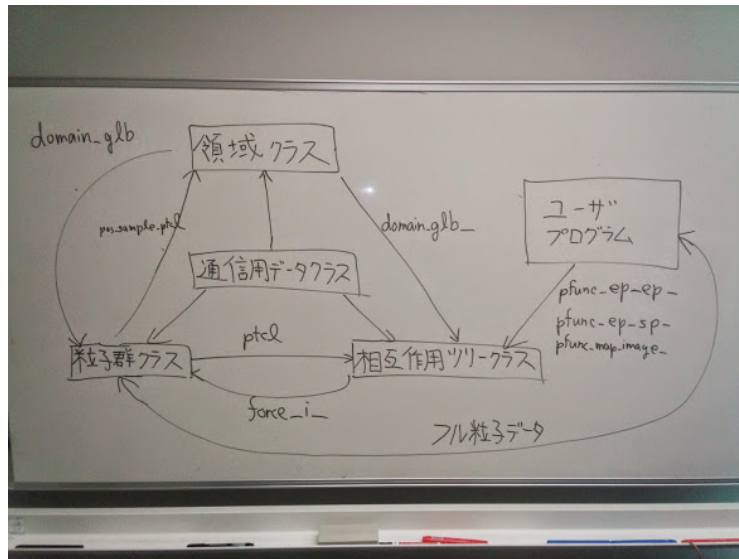 domain_glb
領域クラス
pos_sample_ptcl
domain_glb_
ユーザ
プログラム
通信用データクラス
pfunc_ep_ep_
pfunc_ep_sp_
pfunc_map_image_
ptcl
粒子群クラス
相互作用ツリークラス
force_i_
フル粒子データ